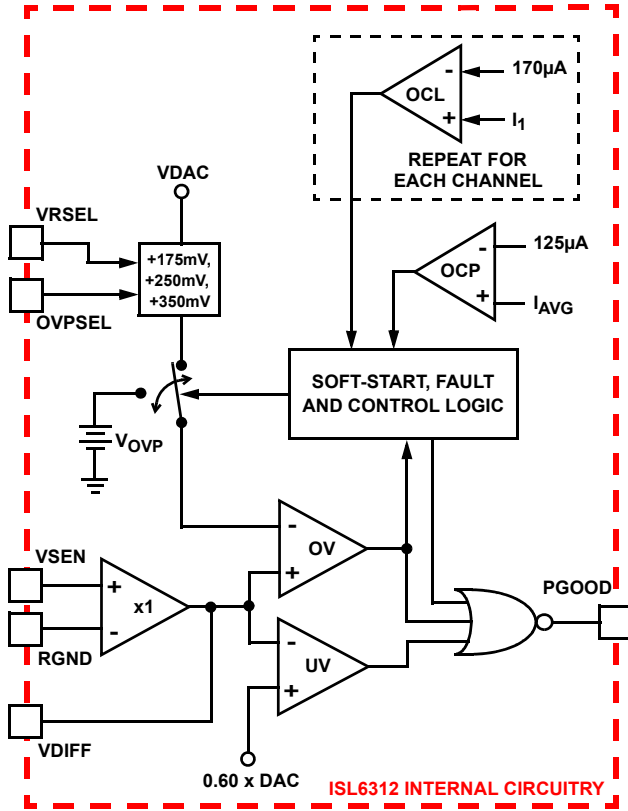 -
170µA
OCL
+
I1
REPEAT FOR
EACH CHANNEL
VDAC
VRSEL
+175mV,
+250mV,
+350mV
OVPSEL
-
125µA
OCP
+
IAVG
SOFT-START, FAULT
AND CONTROL LOGIC
VOVP
-
OV
+
VSEN
+
x1
-
RGND
PGOOD
-
UV
+
VDIFF
0.60 x DAC
ISL6312 INTERNAL CIRCUITRY